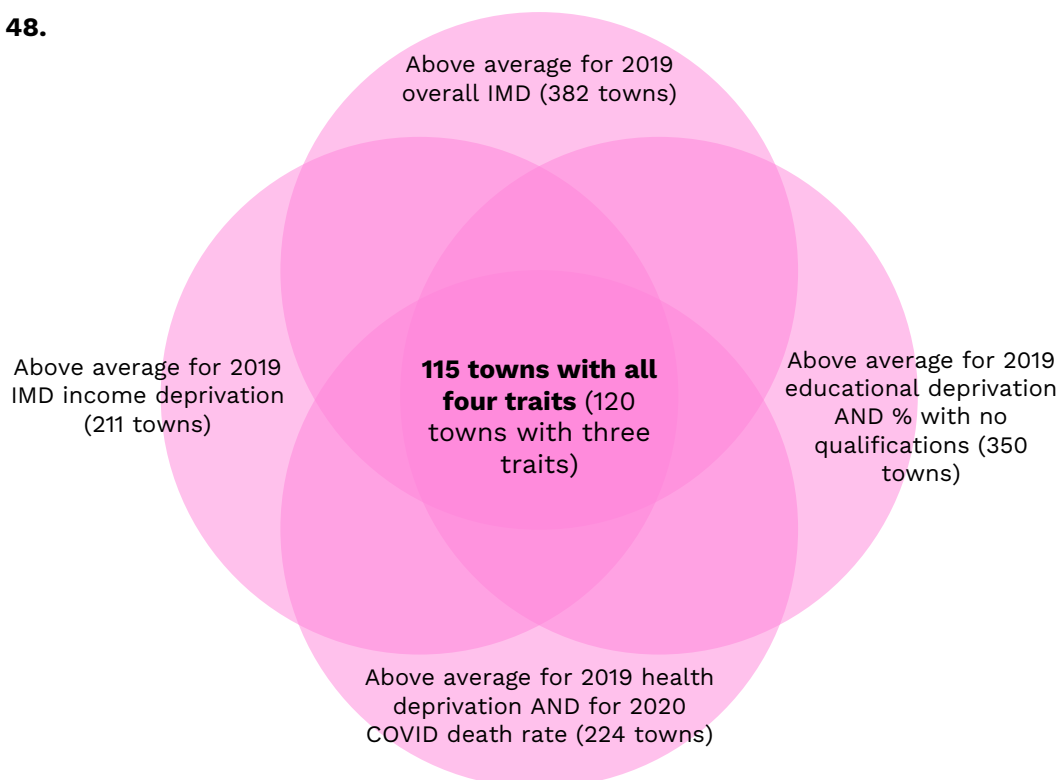 48.
Above average for 2019
overall IMD (382 towns)
Above average for 2019
IMD income deprivation
(211 towns)
115 towns with all
four traits (120
towns with three
traits)
Above average for 2019
educational deprivation
AND % with no
qualifications (350
towns)
Above average for 2019 health
deprivation AND for 2020
COVID death rate (224 towns)